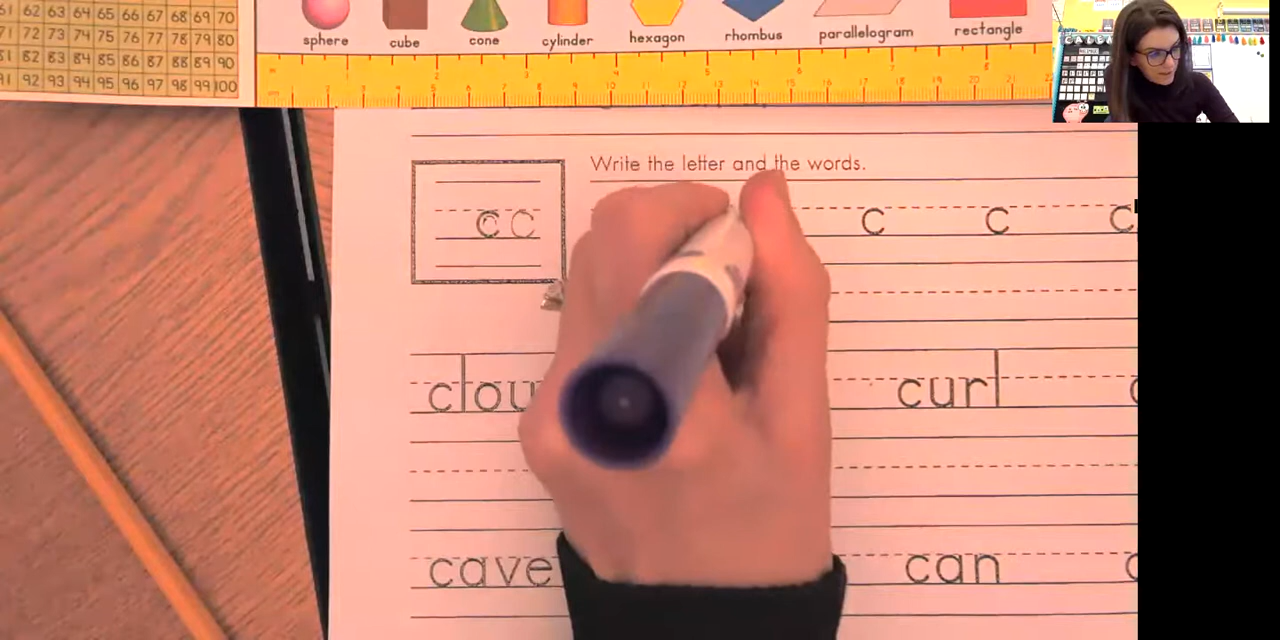 61 62 63 64 65 66 67 68 69 70
71 72 73 74 75 76 77 78 79 80
81 82 83 84 85 86 87 88 89 90
91 92 93 94 95 96 97 98 99 100
sphere cube cone cylinder hexagon rhombus parallelogram rectangle
Write the letter and the words.
c c c c c
curl
cave can